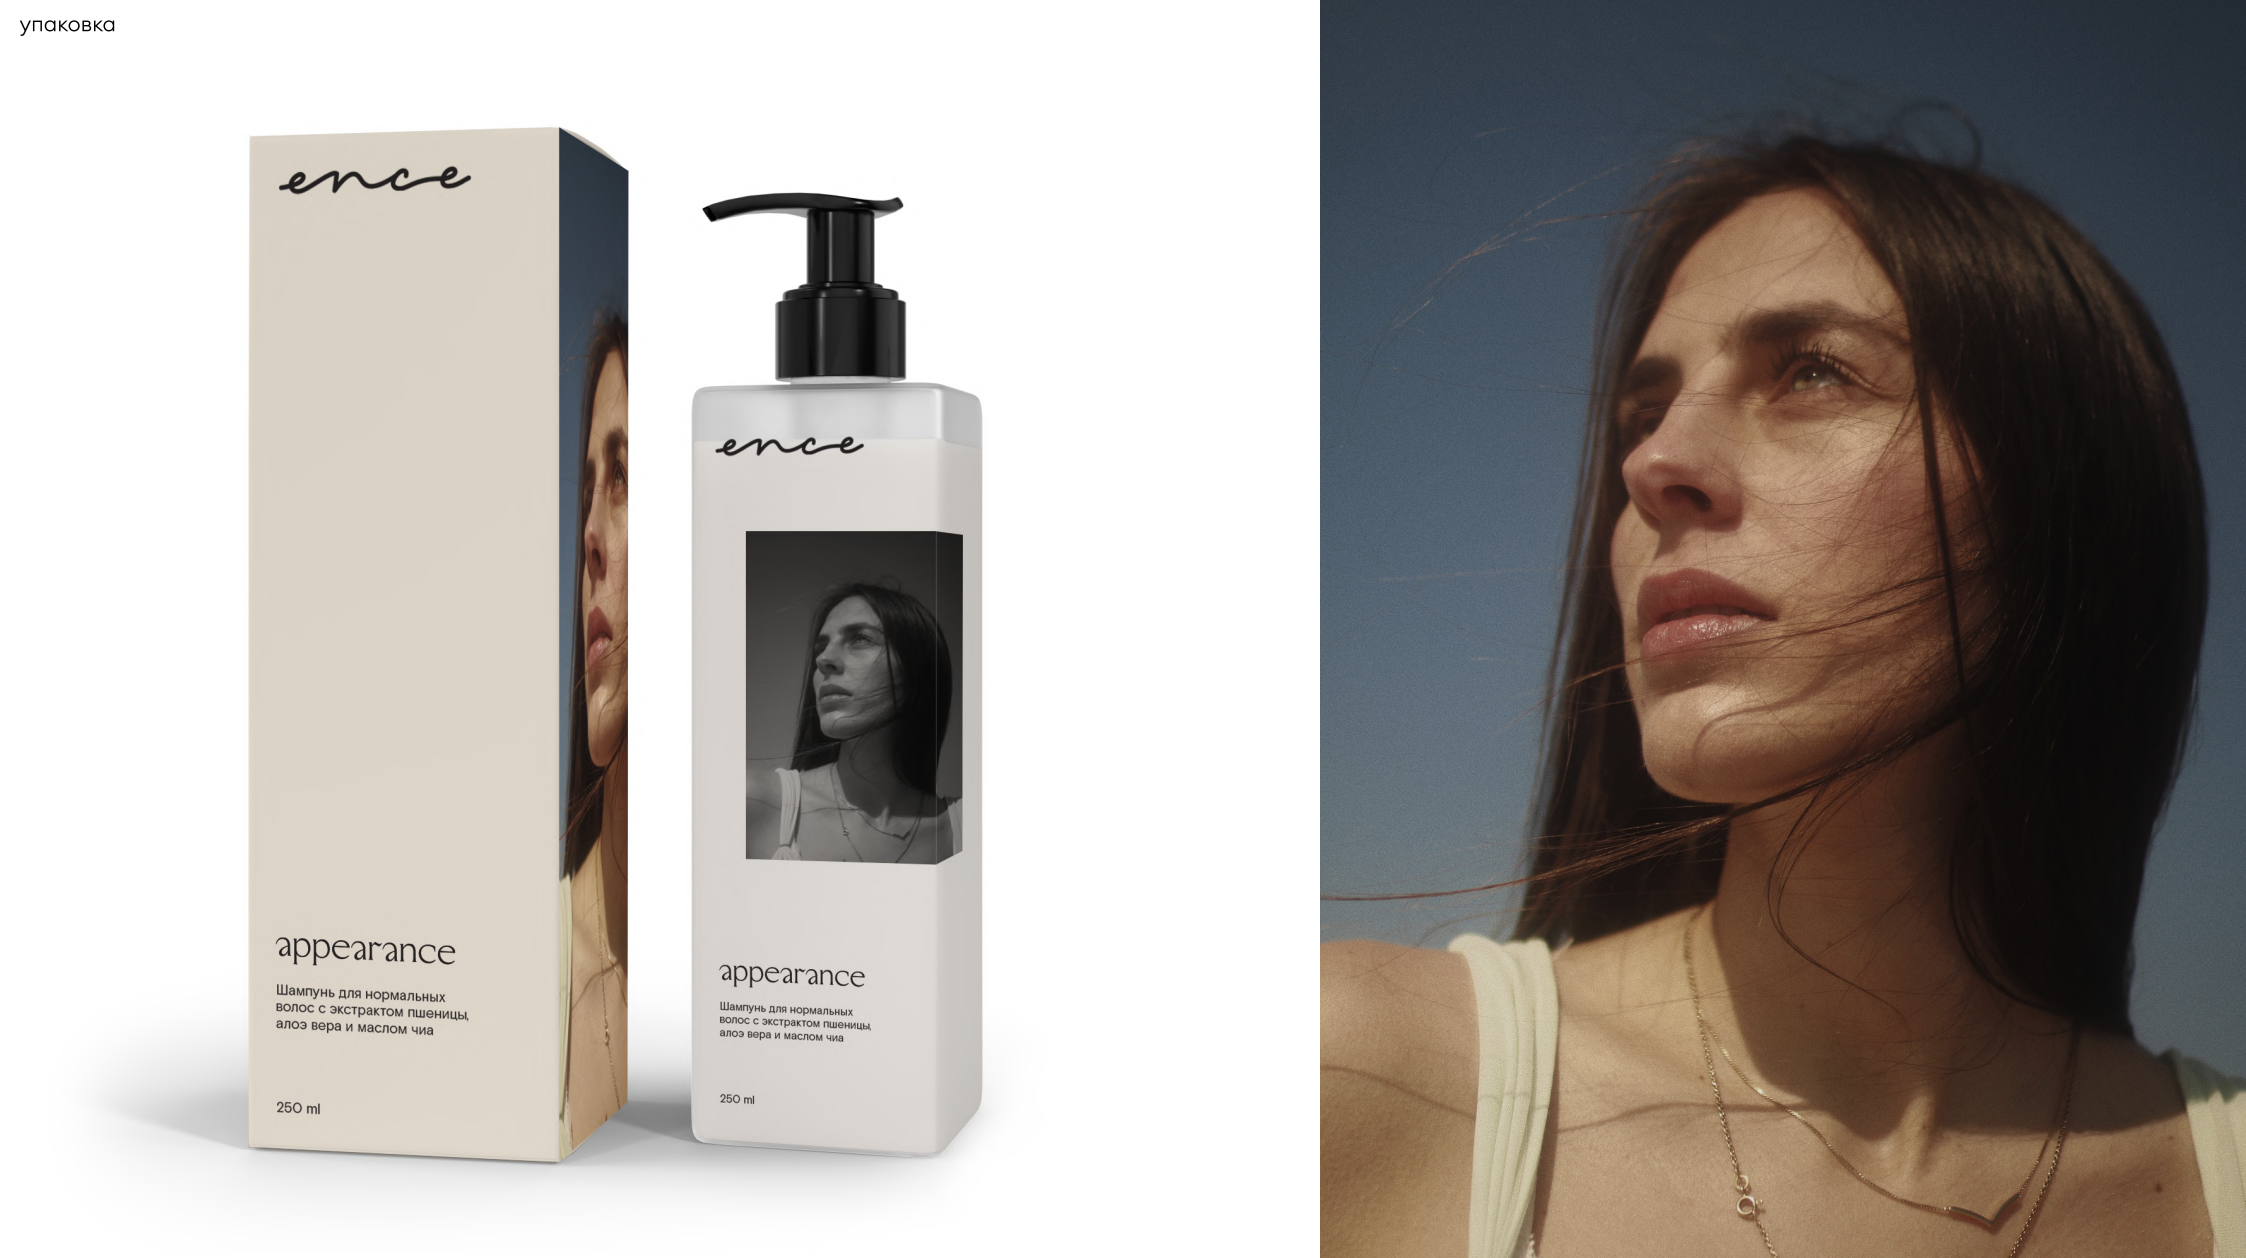 упаковка
ence
appearance
Шампунь для нормальных
волос с экстрактом пшеницы,
алоэ вера и маслом чиа
250 ml
ence
appearance
Шампунь для нормальных
волос с экстрактом пшеницы,
алоэ вера и маслом чиа
250 ml